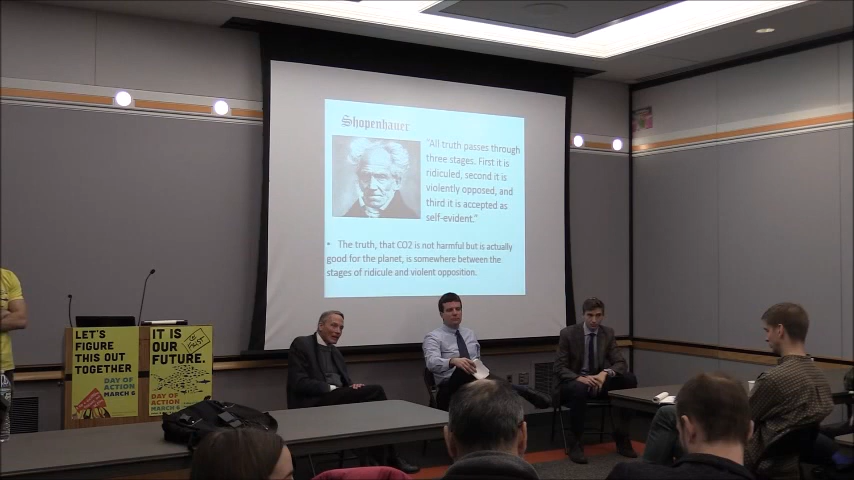 Shopenhauer
"All truth passes through
three stages. First it is
ridiculed, second it is
violently opposed, and
third it is accepted as
self-evident."
• The truth, that CO2 is not harmful but is actually
good for the planet, is somewhere between the
stages of ridicule and violent opposition.
LET'S
FIGURE
THIS OUT
TOGETHER
DAY OF
ACTION
MARCH 6
IT IS
OUR
FUTURE.
DAY OF
ACTION
MARCH 6